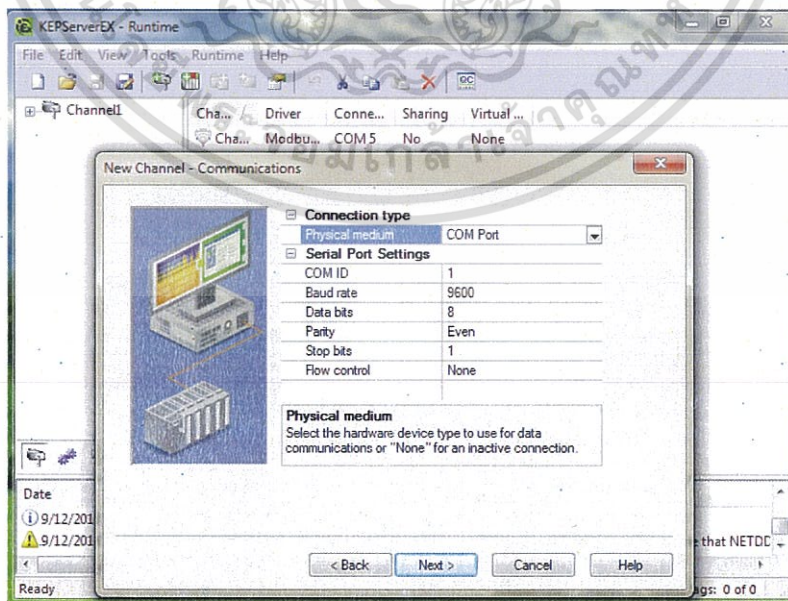 KEPServerEX - Runtime
File Edit View Tools Runtime Help
Channel1
Cha... / Driver Conne... Sharing Virtual ...
Cha... Modbu... COM 5 No None
New Channel - Communications
Connection type
Physical medium COM Port
Serial Port Settings
COM ID 1
Baud rate 9600
Data bits 8
Parity Even
Stop bits 1
Flow control None
Physical medium
Select the hardware device type to use for data
communications or "None" for an inactive connection.
Date
9/12/201
9/12/201 that NETDD
< Back Next > Cancel Help
Ready ags: 0 of 0